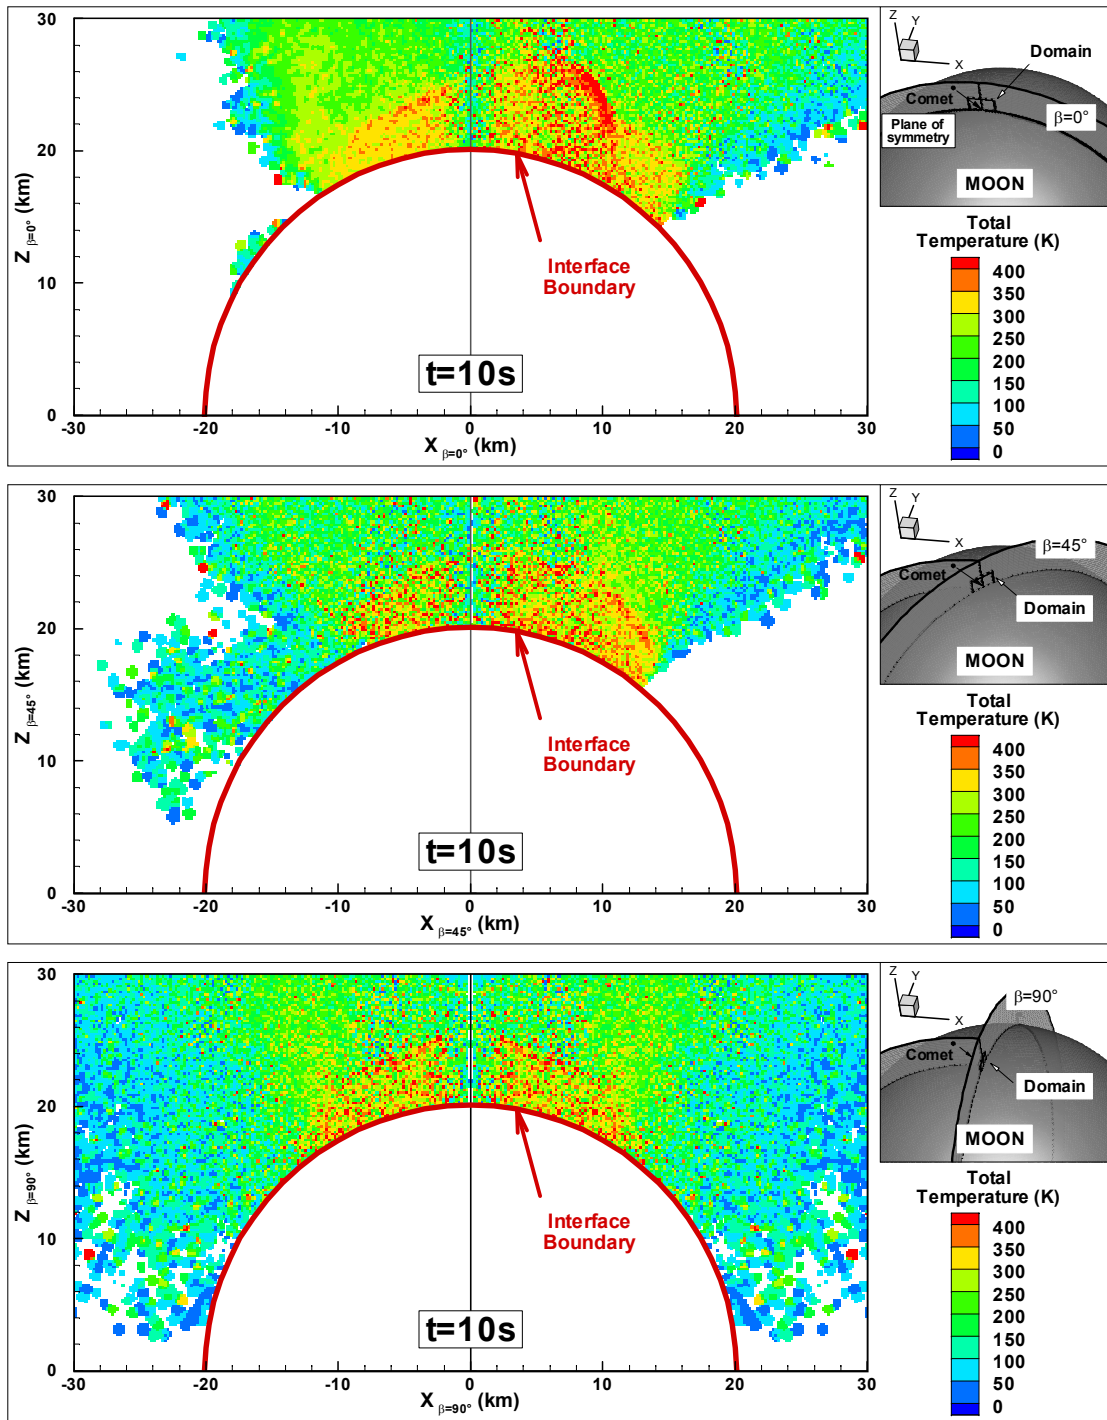 30
20
10
0
Z β=0° (km)
Interface
Boundary
t=10s
-30 -20 -10 0 10 20 30
X β=0° (km)
Z
Y
X
Domain
Comet
β=0°
Plane of
symmetry
MOON
Total
Temperature (K)
400
350
300
250
200
150
100
50
0
30
20
10
0
Z β=45° (km)
Interface
Boundary
t=10s
-30 -20 -10 0 10 20 30
X β=45° (km)
Z
Y
X
β=45°
Comet
Domain
MOON
Total
Temperature (K)
400
350
300
250
200
150
100
50
0
30
20
10
0
Z β=90° (km)
Interface
Boundary
t=10s
-30 -20 -10 0 10 20 30
X β=90° (km)
Z
Y
X
β=90°
Comet
Domain
MOON
Total
Temperature (K)
400
350
300
250
200
150
100
50
0